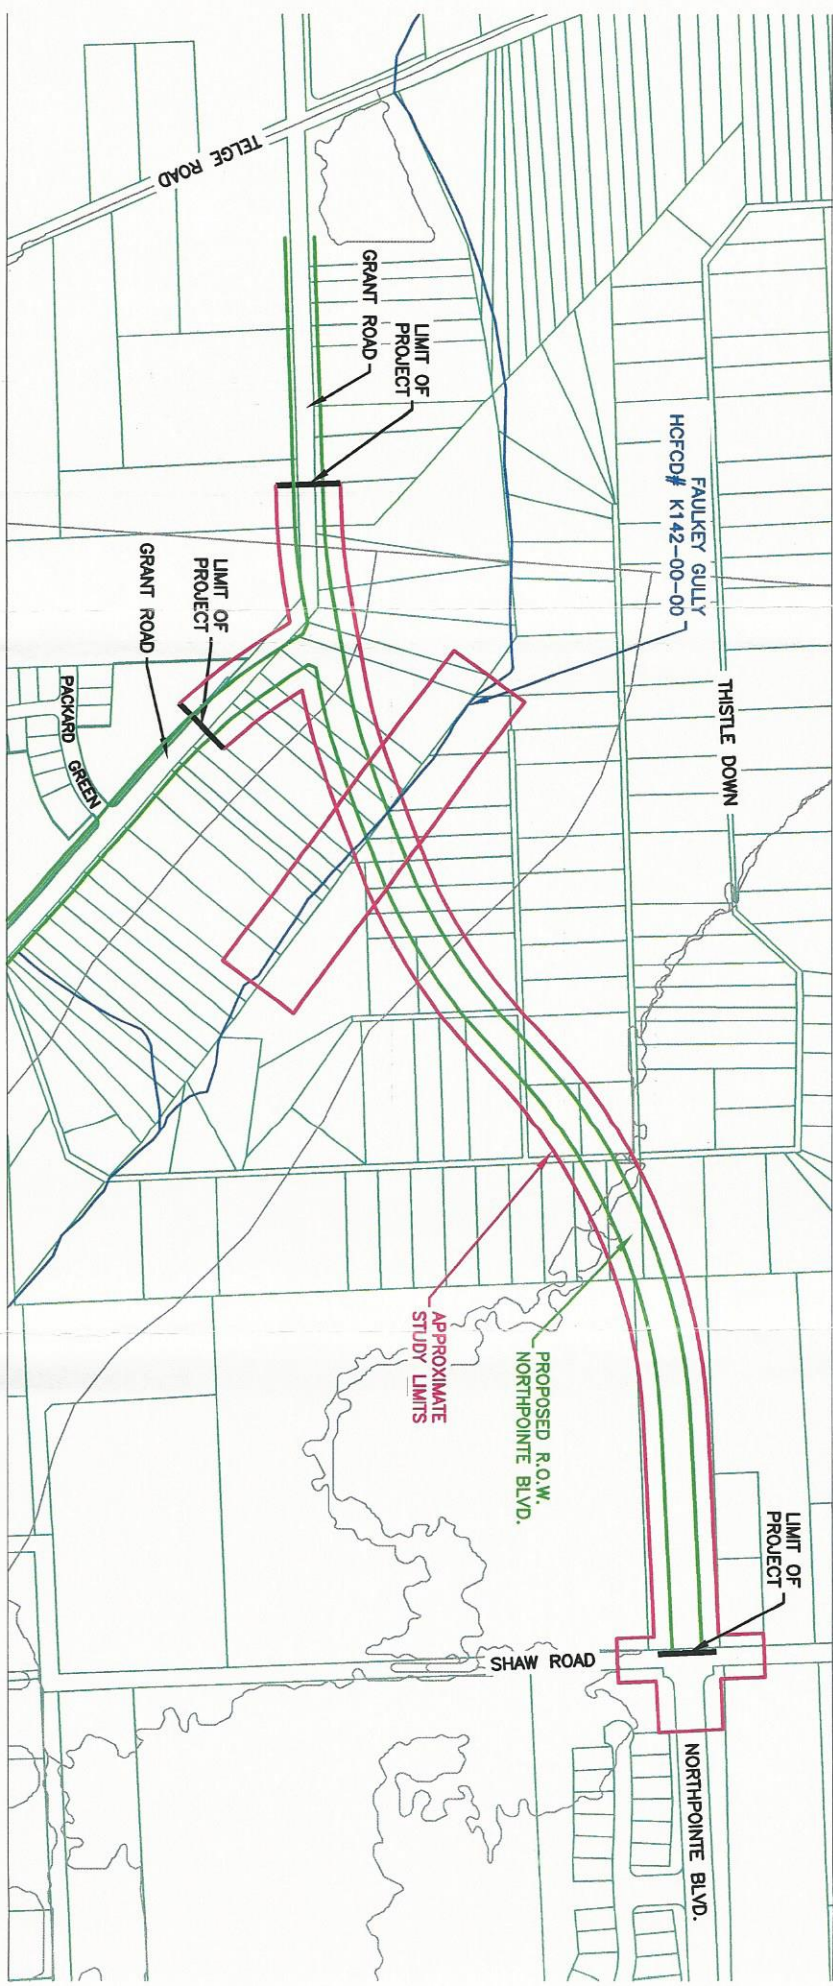 TELGE ROAD
GRANT ROAD
LIMIT OF
PROJECT
FAULKEY GULLY
HCFCD# K142-00-00
THISTLE DOWN
LIMIT OF
PROJECT
GRANT ROAD
PACKARD
GREEN
APPROXIMATE
STUDY LIMITS
PROPOSED R.O.W.
NORTHPOINTE BLVD.
LIMIT OF
PROJECT
SHAW ROAD
NORTHPOINTE BLVD.